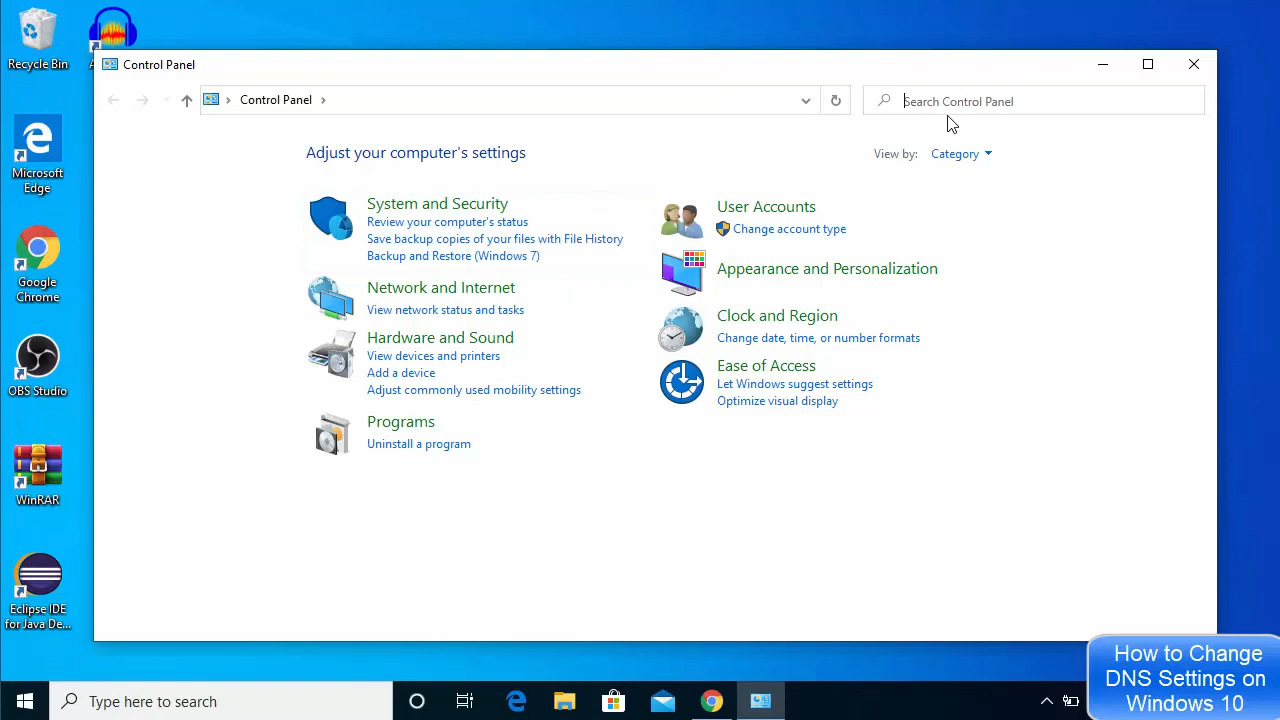 Recycle Bin
A
Microsoft
Edge
Google
Chrome
OBS Studio
WinRAR
Eclipse IDE
for Java De...
Control Panel
Control Panel
Search Control Panel
Adjust your computer's settings
View by:
Category
System and Security
Review your computer's status
Save backup copies of your files with File History
Backup and Restore (Windows 7)
Network and Internet
View network status and tasks
Hardware and Sound
View devices and printers
Add a device
Adjust commonly used mobility settings
Programs
Uninstall a program
User Accounts
Change account type
Appearance and Personalization
Clock and Region
Change date, time, or number formats
Ease of Access
Let Windows suggest settings
Optimize visual display
Type here to search
How to Change
DNS Settings on
Windows 10